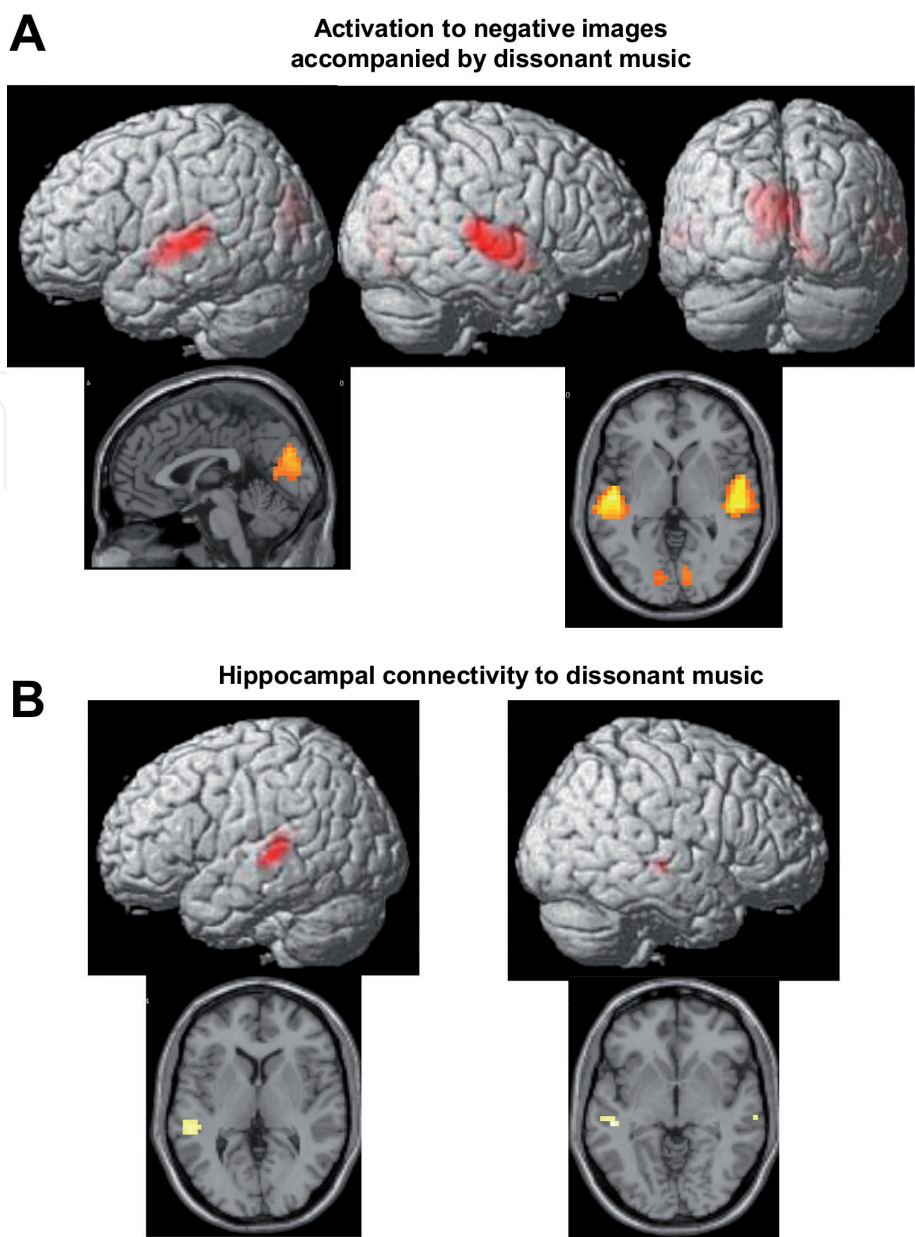 A
Activation to negative images
accompanied by dissonant music
B
Hippocampal connectivity to dissonant music